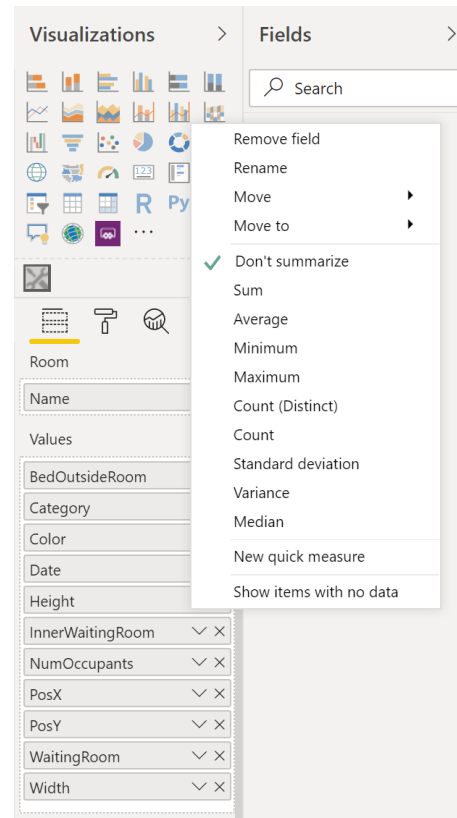 Visualizations
Fields
Search
123
R
Py
Remove field
Rename
Move
Move to
Don't summarize
Sum
Average
Minimum
Maximum
Count (Distinct)
Count
Standard deviation
Variance
Median
New quick measure
Show items with no data
Room
Name
Values
BedOutsideRoom
Category
Color
Date
Height
InnerWaitingRoom
NumOccupants
PosX
PosY
WaitingRoom
Width